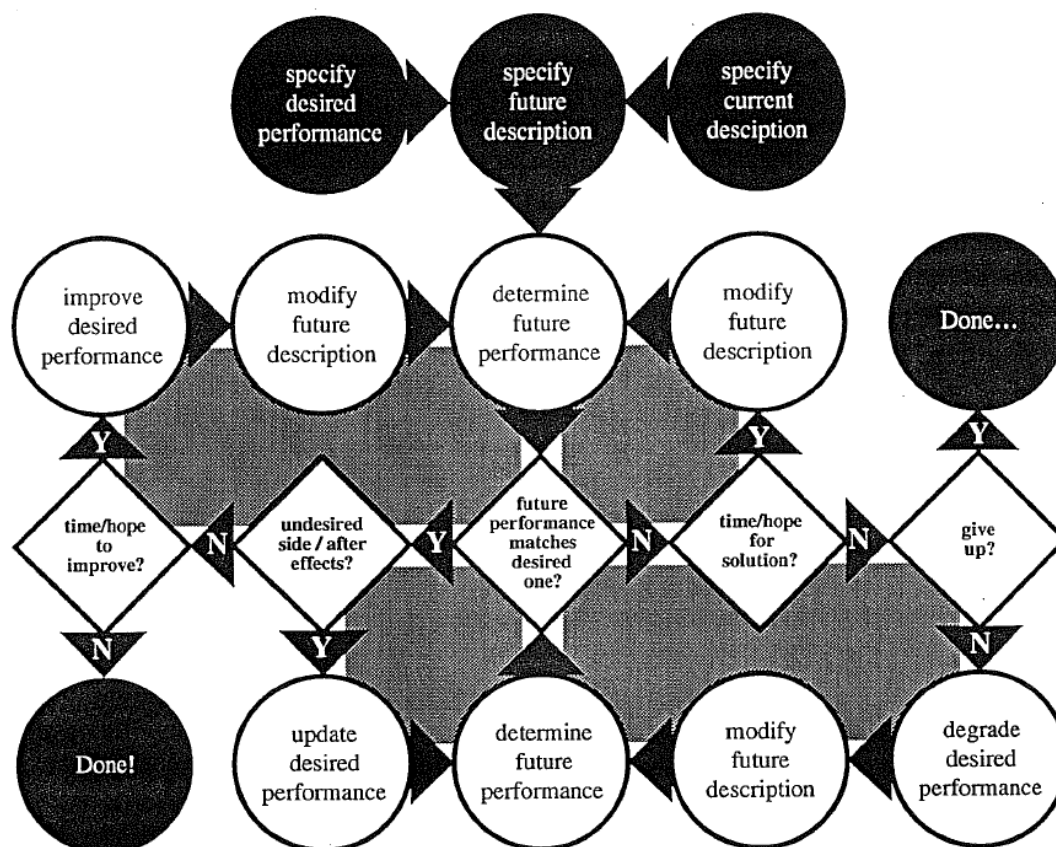 specify
desired
performance
specify
future
description
specify
current
desciption
improve
desired
performance
modify
future
description
determine
future
performance
modify
future
description
Done...
Y
Y
Y
time/hope
to
improve?
N
undesired
side / after
effects?
Y
future
performance
matches
desired
one?
N
time/hope
for
solution?
N
give
up?
N
Y
N
Done!
update
desired
performance
determine
future
performance
modify
future
description
degrade
desired
performance